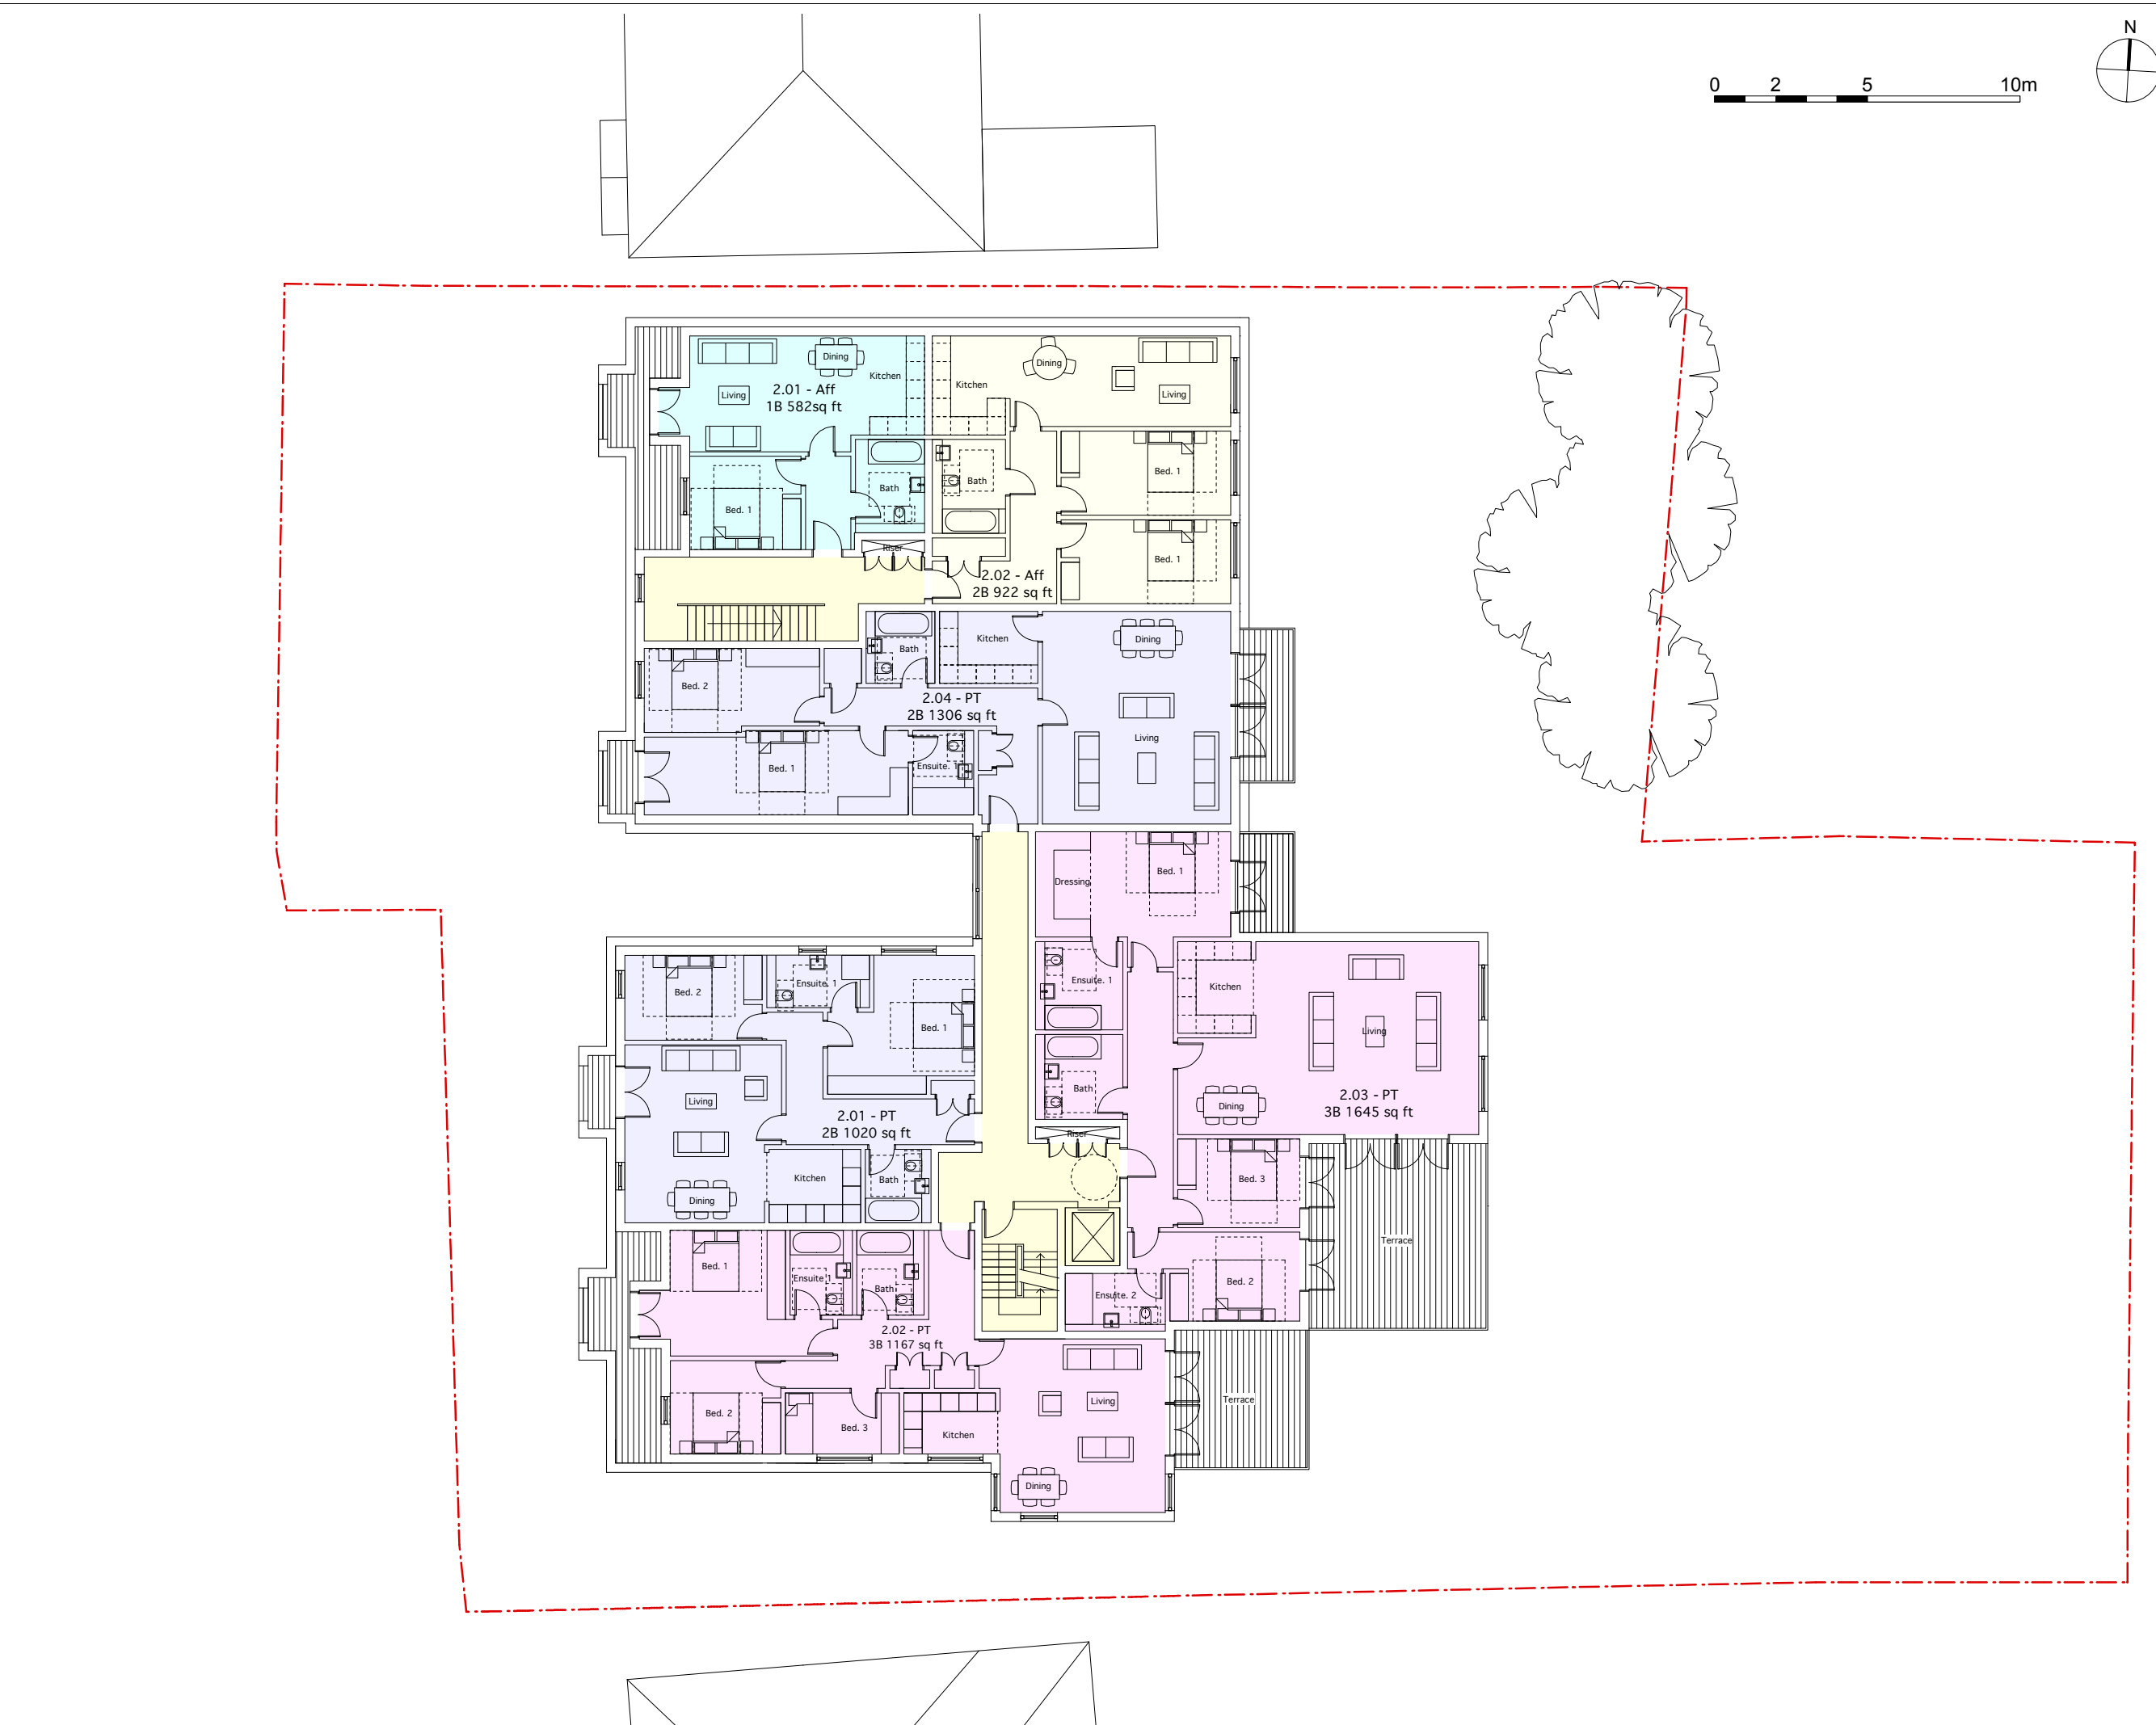 N
0 2 5 10m
Dining
Kitchen
2.01 - Aff
1B 582sq ft
Living
Bed. 1
Bath
Riser
Dining
Kitchen
Living
Bath
Bed. 1
Bed. 1
2.02 - Aff
2B 922 sq ft
Bath
Kitchen
Dining
Bed. 2
2.04 - PT
2B 1306 sq ft
Living
Bed. 1
Ensuite. 1
Dressing
Bed. 1
Ensuite. 1
Kitchen
Living
Bath
Dining
2.03 - PT
3B 1645 sq ft
Riser
Bed. 3
Terrace
Bed. 2
Ensuite. 2
Bed. 2
Ensuite. 1
Bed. 1
Living
2.01 - PT
2B 1020 sq ft
Kitchen
Bath
Dining
Bed. 1
Ensuite 1
Bath
2.02 - PT
3B 1167 sq ft
Bed. 2
Bed. 3
Kitchen
Living
Dining
Terrace